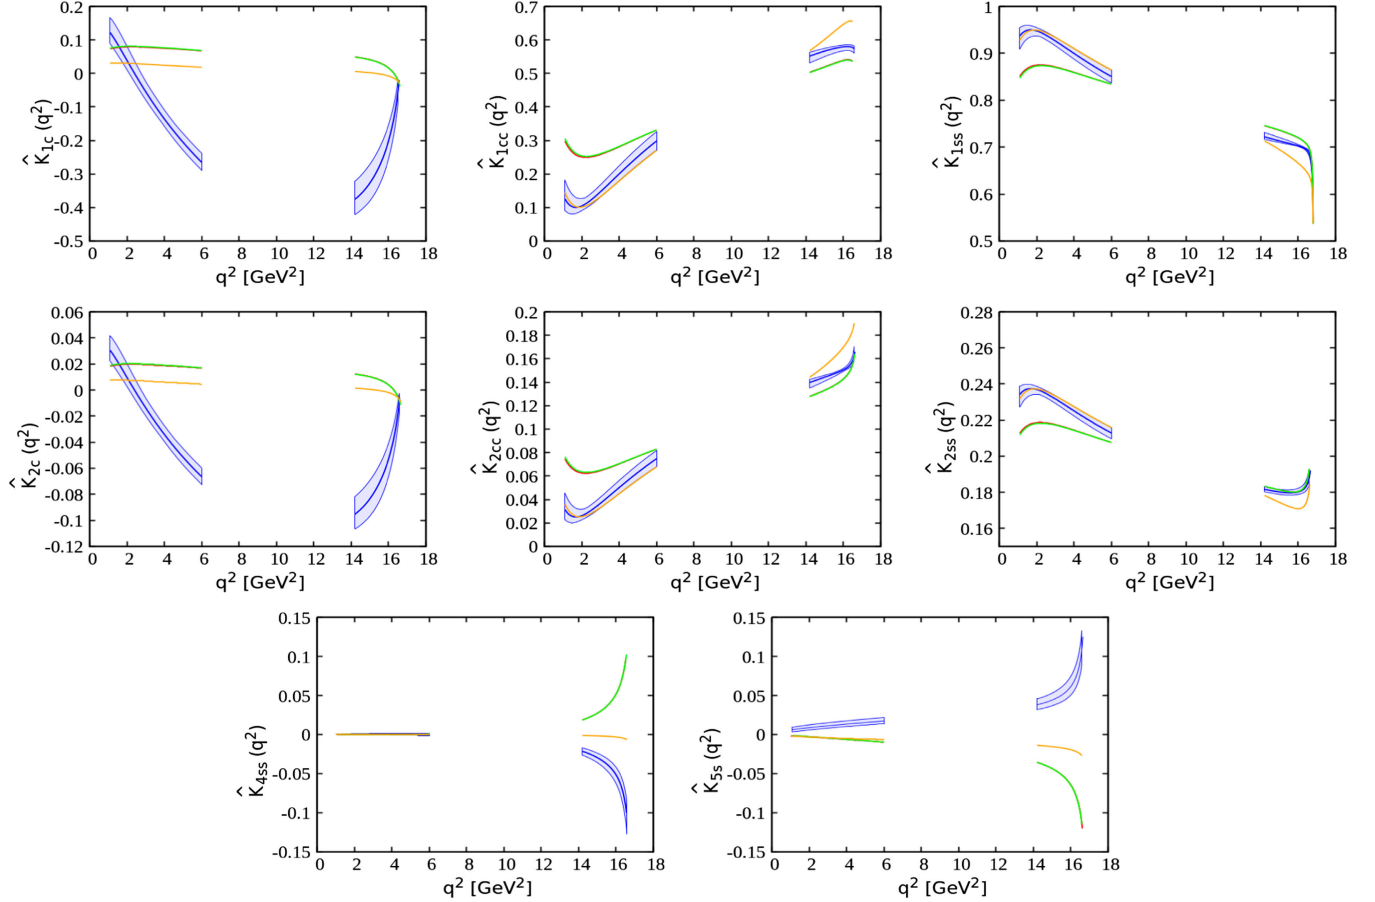 0.2
0.1
0
-0.1
-0.2
-0.3
-0.4
-0.5
K̂1c (q²)
0 2 4 6 8 10 12 14 16 18
q² [GeV²]
0.7
0.6
0.5
0.4
0.3
0.2
0.1
0
K̂1cc (q²)
0 2 4 6 8 10 12 14 16 18
q² [GeV²]
1
0.9
0.8
0.7
0.6
0.5
K̂1ss (q²)
0 2 4 6 8 10 12 14 16 18
q² [GeV²]
0.06
0.04
0.02
0
-0.02
-0.04
-0.06
-0.08
-0.1
-0.12
K̂2c (q²)
0 2 4 6 8 10 12 14 16 18
q² [GeV²]
0.2
0.18
0.16
0.14
0.12
0.1
0.08
0.06
0.04
0.02
0
K̂2cc (q²)
0 2 4 6 8 10 12 14 16 18
q² [GeV²]
0.28
0.26
0.24
0.22
0.2
0.18
0.16
K̂2ss (q²)
0 2 4 6 8 10 12 14 16 18
q² [GeV²]
0.15
0.1
0.05
0
-0.05
-0.1
-0.15
K̂4ss (q²)
0 2 4 6 8 10 12 14 16 18
q² [GeV²]
0.15
0.1
0.05
0
-0.05
-0.1
-0.15
K̂5s (q²)
0 2 4 6 8 10 12 14 16 18
q² [GeV²]